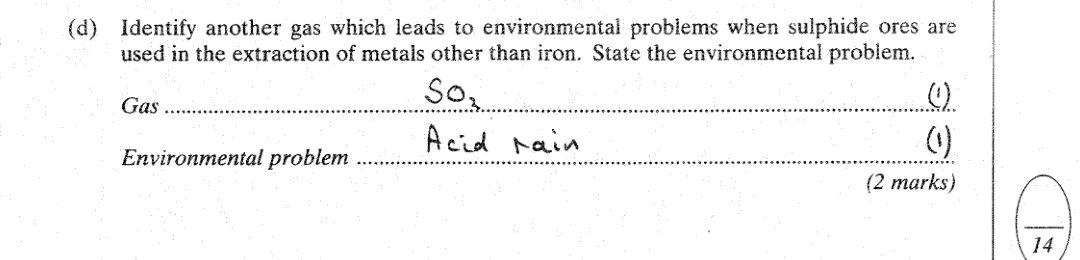 (d) Identify another gas which leads to environmental problems when sulphide ores are
used in the extraction of metals other than iron. State the environmental problem.
Gas ........ SO₂ ........ (1)
Environmental problem ........ Acid rain ........ (1)
(2 marks)
14